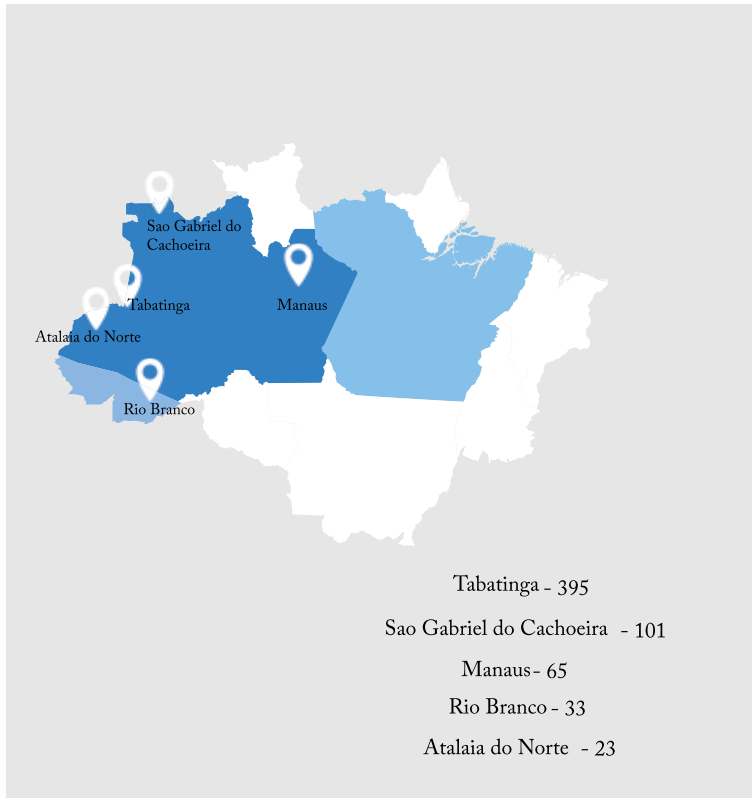 Sao Gabriel do
Cachoeira
Tabatinga
Manaus
Atalaia do Norte
Rio Branco
Tabatinga - 395
Sao Gabriel do Cachoeira - 101
Manaus - 65
Rio Branco - 33
Atalaia do Norte - 23